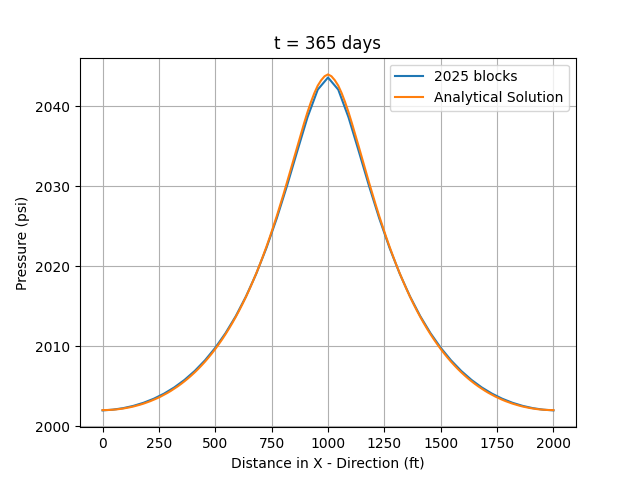 t = 365 days
2025 blocks
Analytical Solution
Pressure (psi)
2040
2030
2020
2010
2000
0 250 500 750 1000 1250 1500 1750 2000
Distance in X - Direction (ft)